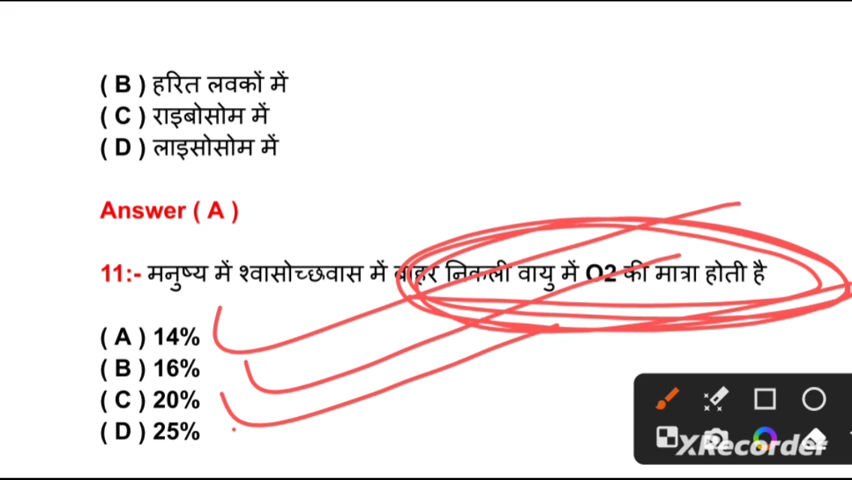 ( B ) हरित लवकों में
( C ) राइबोसोम में
( D ) लाइसोसोम में
Answer ( A )
11:- मनुष्य में श्वासोच्छवास में बाहर निकली वायु में O2 की मात्रा होती है
( A ) 14%
( B ) 16%
( C ) 20%
( D ) 25%
XRecorder